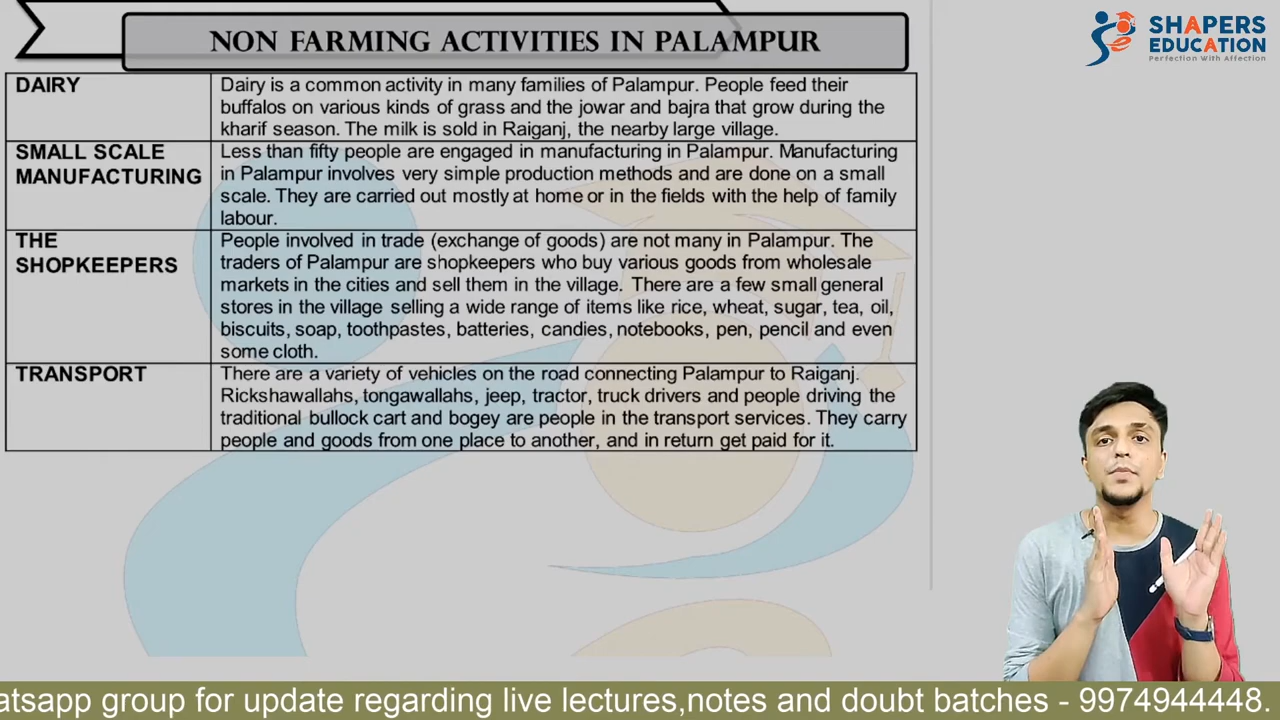 NON FARMING ACTIVITIES IN PALAMPUR
SHAPERS
EDUCATION
Perfection With Affection
DAIRY
Dairy is a common activity in many families of Palampur. People feed their
buffalos on various kinds of grass and the jowar and bajra that grow during the
kharif season. The milk is sold in Raiganj, the nearby large village.
SMALL SCALE
MANUFACTURING
Less than fifty people are engaged in manufacturing in Palampur. Manufacturing
in Palampur involves very simple production methods and are done on a small
scale. They are carried out mostly at home or in the fields with the help of family
labour.
THE
SHOPKEEPERS
People involved in trade (exchange of goods) are not many in Palampur. The
traders of Palampur are shopkeepers who buy various goods from wholesale
markets in the cities and sell them in the village. There are a few small general
stores in the village selling a wide range of items like rice, wheat, sugar, tea, oil,
biscuits, soap, toothpastes, batteries, candies, notebooks, pen, pencil and even
some cloth.
TRANSPORT
There are a variety of vehicles on the road connecting Palampur to Raiganj.
Rickshawallahs, tongawallahs, jeep, tractor, truck drivers and people driving the
traditional bullock cart and bogey are people in the transport services. They carry
people and goods from one place to another, and in return get paid for it.
atsapp group for update regarding live lectures,notes and doubt batches - 9974944448.